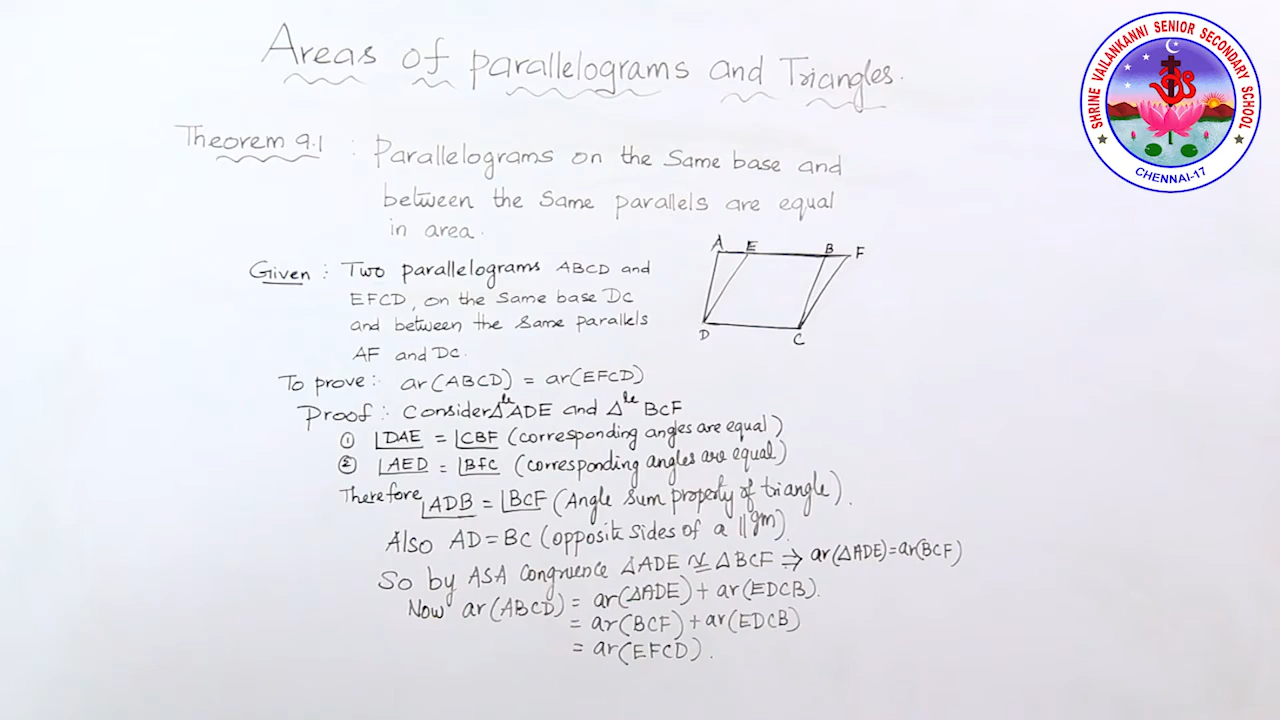 Areas of parallelograms and Triangles.
Theorem 9.1 : Parallelograms on the Same base and
between the Same parallels are equal
in area.
Given : Two parallelograms ABCD and
EFCD, on the same base DC
and between the same parallels
AF and DC.
A E B F
D C
To prove : ar(ABCD) = ar(EFCD)
Proof : Consider Δle ADE and Δle BCF
① ∠DAE = ∠CBF (corresponding angles are equal)
② ∠AED = ∠BFC (corresponding angles are equal)
Therefore ∠ADB = ∠BCF (Angle sum property of triangle).
Also AD = BC (opposite sides of a ||gm)
So by ASA congruence ΔADE ≅ ΔBCF ⇒ ar(ΔADE) = ar(BCF)
Now ar(ABCD) = ar(ΔADE) + ar(EDCB).
= ar(BCF) + ar(EDCB)
= ar(EFCD).
SHRINE VAILANKANNI SENIOR SECONDARY SCHOOL
CHENNAI-17